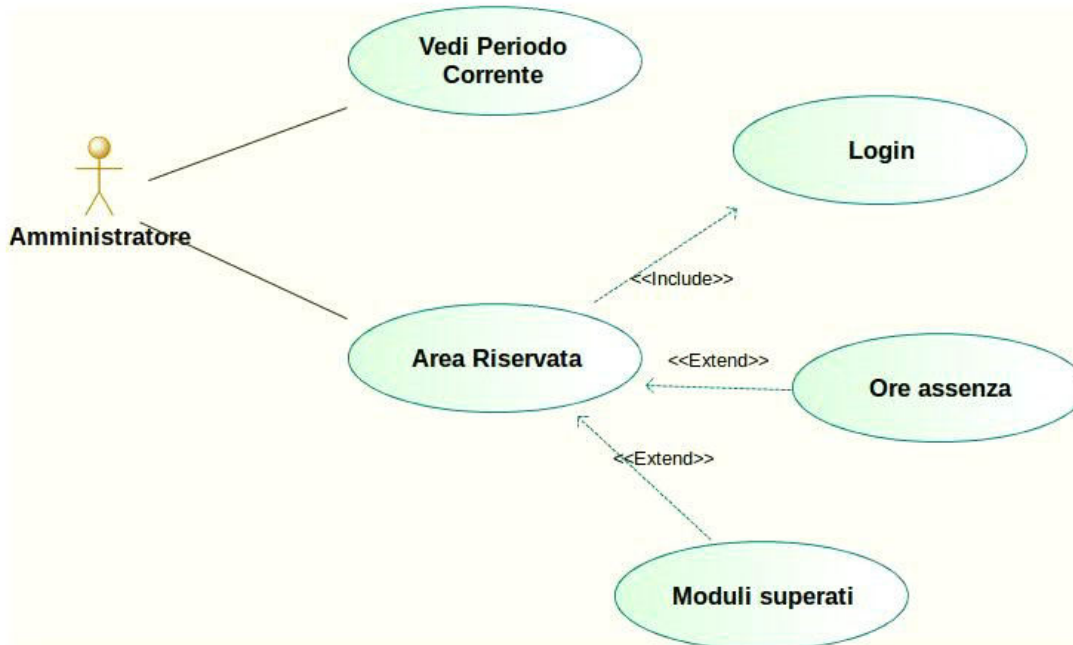 Vedi Periodo
Corrente
Login
Amministratore
<<Include>>
Area Riservata
<<Extend>>
Ore assenza
<<Extend>>
Moduli superati